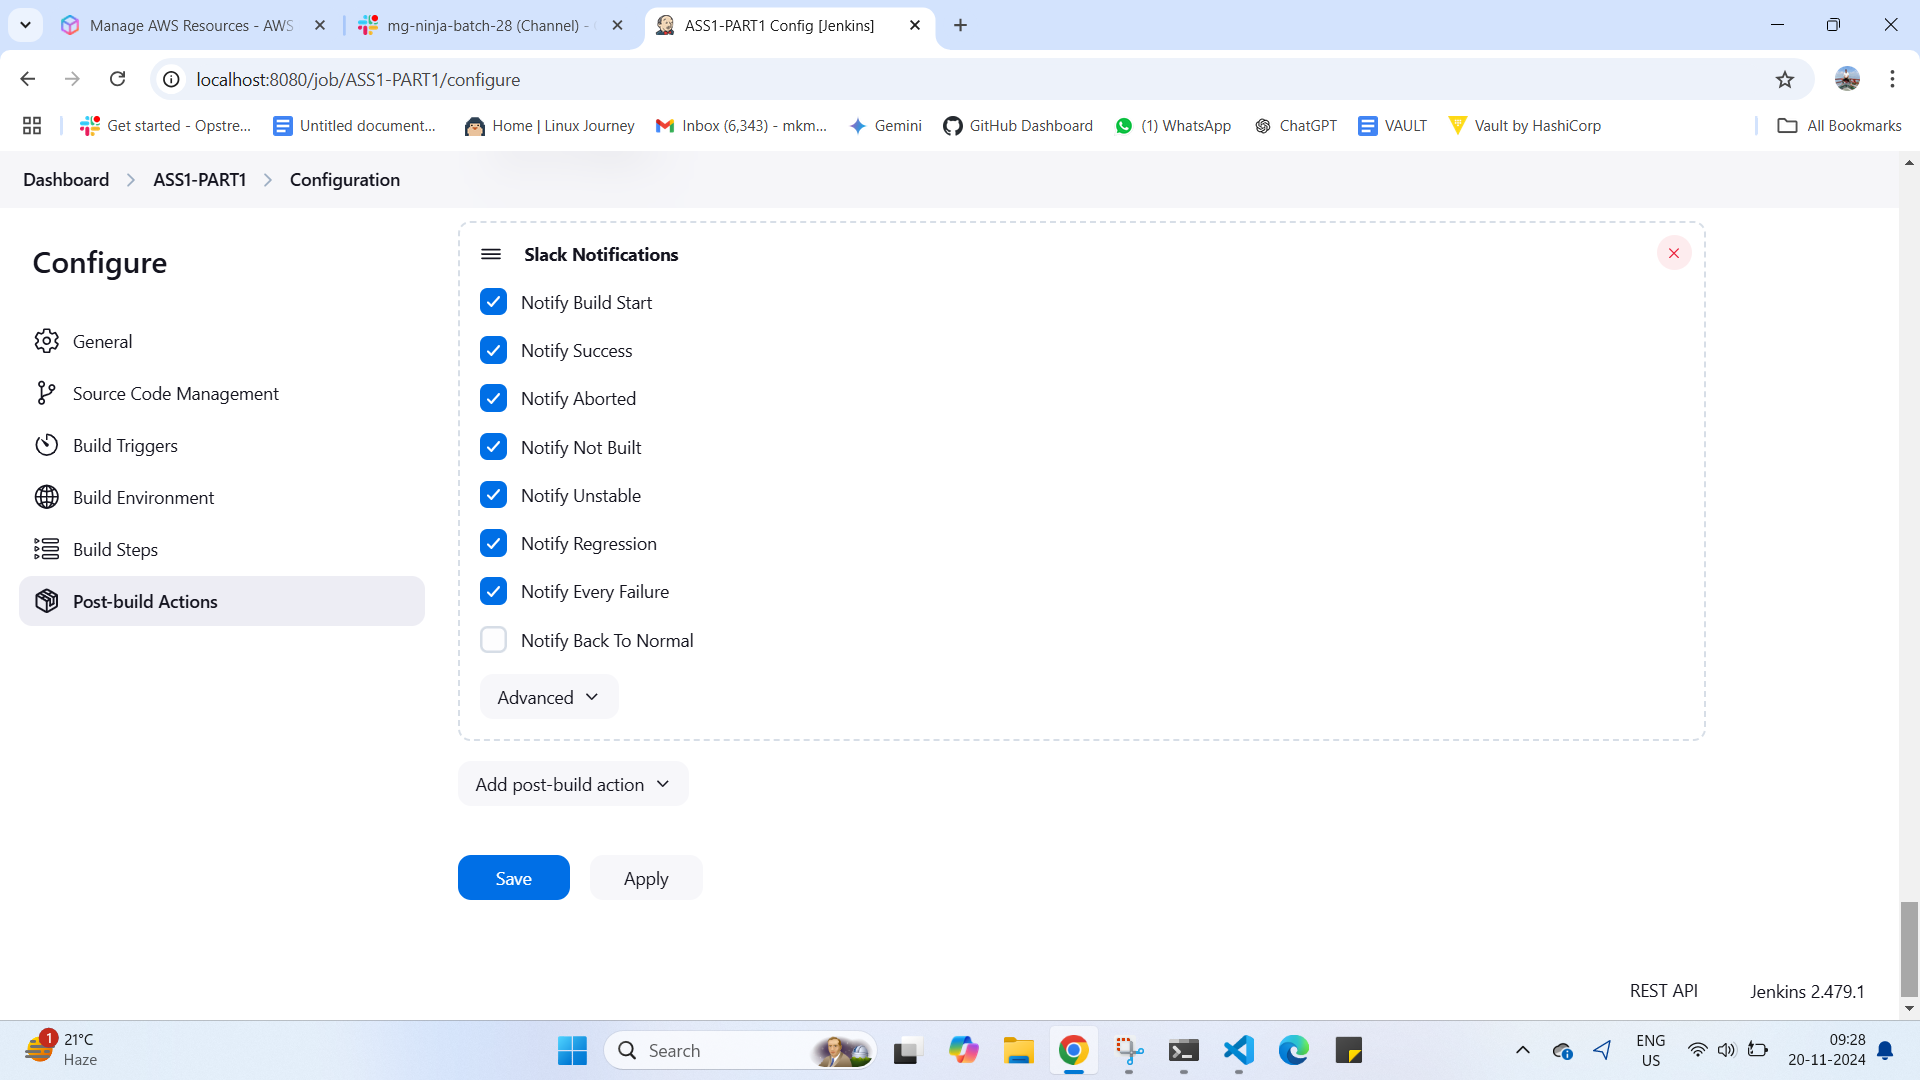 Manage AWS Resources - AWS
mg-ninja-batch-28 (Channel) -
ASS1-PART1 Config [Jenkins]
localhost:8080/job/ASS1-PART1/configure
Get started - Opstre...
Untitled document...
Home | Linux Journey
Inbox (6,343) - mkm...
Gemini
GitHub Dashboard
(1) WhatsApp
ChatGPT
VAULT
Vault by HashiCorp
All Bookmarks
Dashboard
ASS1-PART1
Configuration
Configure
General
Source Code Management
Build Triggers
Build Environment
Build Steps
Post-build Actions
Slack Notifications
Notify Build Start
Notify Success
Notify Aborted
Notify Not Built
Notify Unstable
Notify Regression
Notify Every Failure
Notify Back To Normal
Advanced
Add post-build action
Save
Apply
REST API
Jenkins 2.479.1
1
21°C
Haze
Search
ENG
US
09:28
20-11-2024